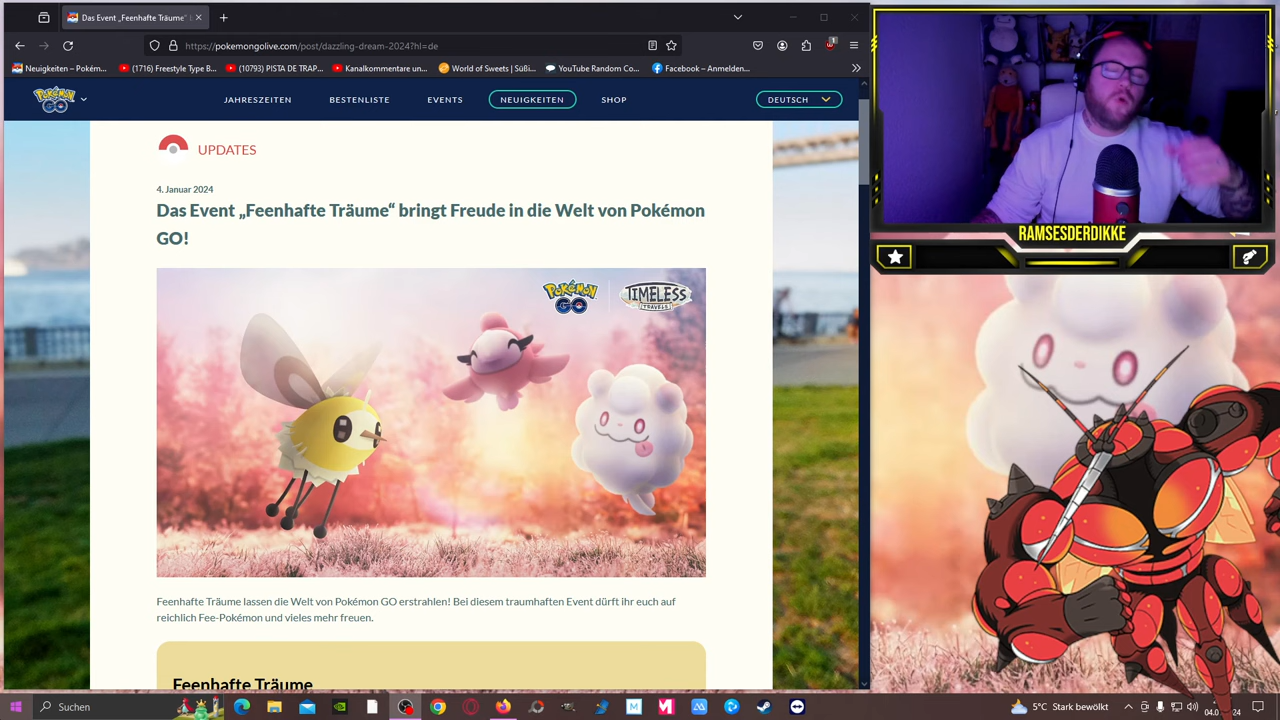 Das Event „Feenhafte Träume“
https://pokemongolive.com/post/dazzling-dream-2024?hl=de
1
Neuigkeiten – Pokém…
(1716) Freestyle Type B…
(10793) PISTA DE TRAP…
Kanalkommentare un…
World of Sweets | Süßi…
YouTube Random Co…
Facebook – Anmelden…
POKÉMON GO
JAHRESZEITEN
BESTENLISTE
EVENTS
NEUIGKEITEN
SHOP
DEUTSCH
UPDATES
4. Januar 2024
Das Event „Feenhafte Träume“ bringt Freude in die Welt von Pokémon
GO!
POKÉMON GO
TIMELESS
TRAVELS
Feenhafte Träume lassen die Welt von Pokémon GO erstrahlen! Bei diesem traumhaften Event dürft ihr euch auf
reichlich Fee-Pokémon und vieles mehr freuen.
Feenhafte Träume
RAMSESDERDIKKE
Suchen
5°C Stark bewölkt